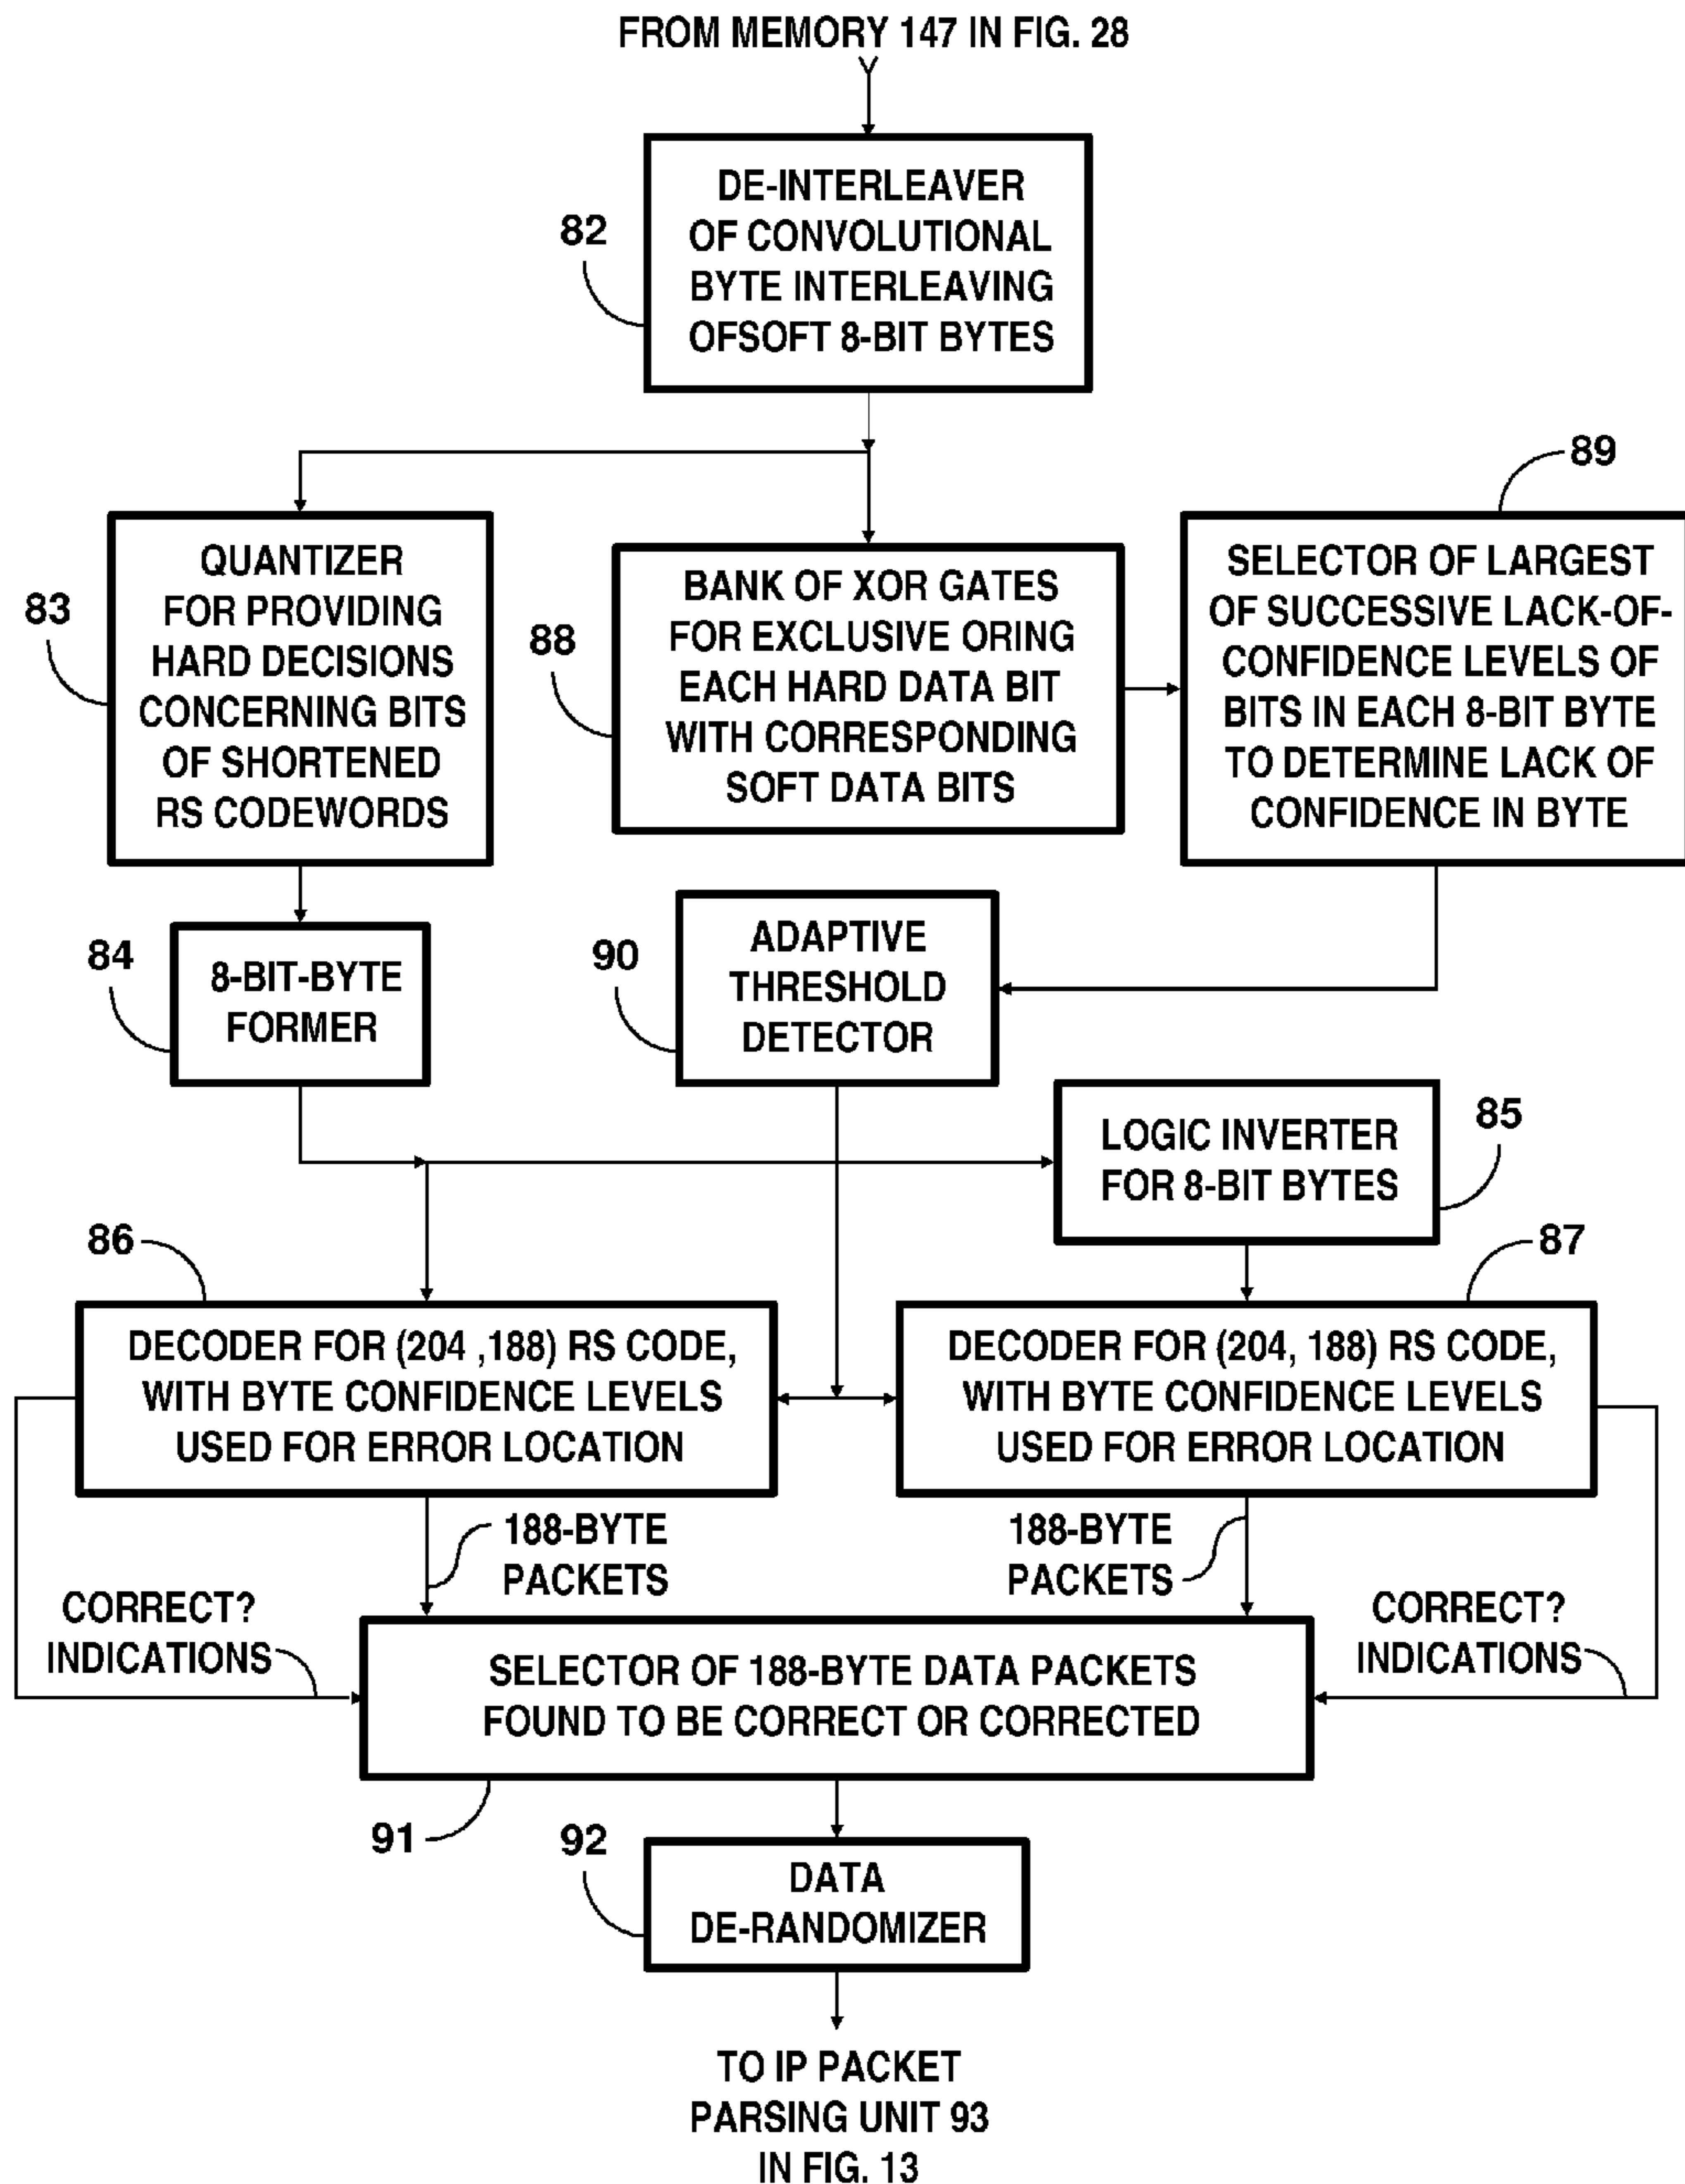 FROM MEMORY 147 IN FIG. 28
82
DE-INTERLEAVER
OF CONVOLUTIONAL
BYTE INTERLEAVING
OFSOFT 8-BIT BYTES
83
QUANTIZER
FOR PROVIDING
HARD DECISIONS
CONCERNING BITS
OF SHORTENED
RS CODEWORDS
88
BANK OF XOR GATES
FOR EXCLUSIVE ORING
EACH HARD DATA BIT
WITH CORRESPONDING
SOFT DATA BITS
89
SELECTOR OF LARGEST
OF SUCCESSIVE LACK-OF-
CONFIDENCE LEVELS OF
BITS IN EACH 8-BIT BYTE
TO DETERMINE LACK OF
CONFIDENCE IN BYTE
84
8-BIT-BYTE
FORMER
90
ADAPTIVE
THRESHOLD
DETECTOR
LOGIC INVERTER
FOR 8-BIT BYTES
85
86
DECODER FOR (204 ,188) RS CODE,
WITH BYTE CONFIDENCE LEVELS
USED FOR ERROR LOCATION
87
DECODER FOR (204, 188) RS CODE,
WITH BYTE CONFIDENCE LEVELS
USED FOR ERROR LOCATION
188-BYTE
PACKETS
188-BYTE
PACKETS
CORRECT?
INDICATIONS
CORRECT?
INDICATIONS
SELECTOR OF 188-BYTE DATA PACKETS
FOUND TO BE CORRECT OR CORRECTED
91
92
DATA
DE-RANDOMIZER
TO IP PACKET
PARSING UNIT 93
IN FIG. 13